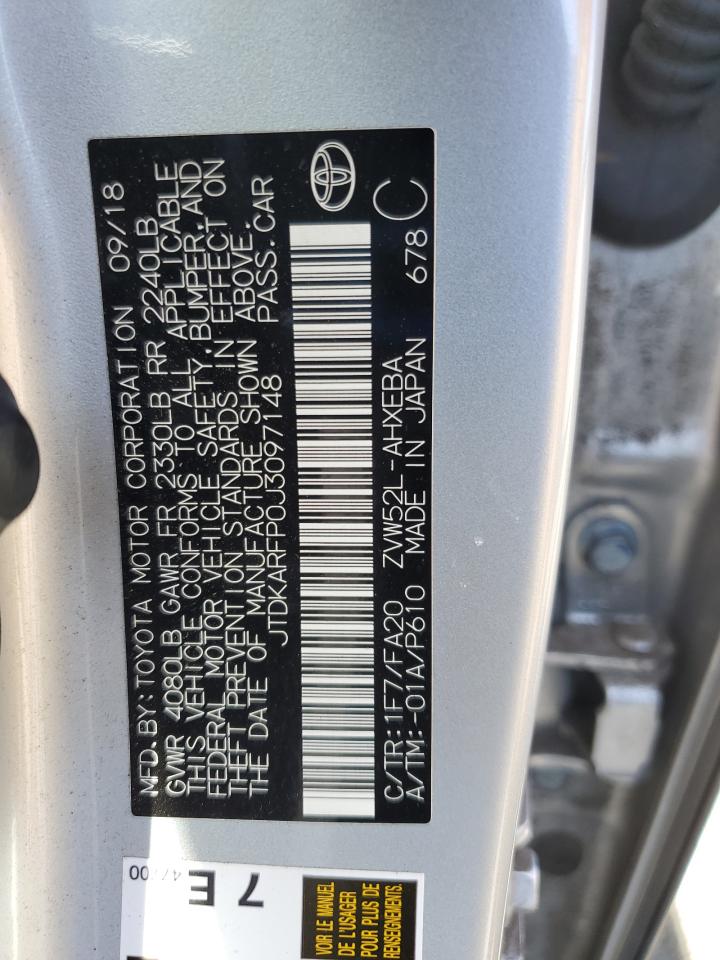 MFD.BY:TOYOTA MOTOR CORPORATION 09/18
GVWR 4080LB GAWR FR 2330LB RR 2240LB
THIS VEHICLE CONFORMS TO ALL APPLICABLE
FEDERAL MOTOR VEHICLE SAFETY,BUMPER,AND
THEFT PREVENTION STANDARDS IN EFFECT ON
THE DATE OF MANUFACTURE SHOWN ABOVE.
JTDKARFP0J3097148 PASS.CAR
C/TR:1F7/FA20 ZVW52L-AHXEBA
A/TM:-01A/P610 MADE IN JAPAN 678 C
7 E
VOIR LE MANUEL
DE L'USAGER
POUR PLUS DE
RENSEIGNEMENTS.